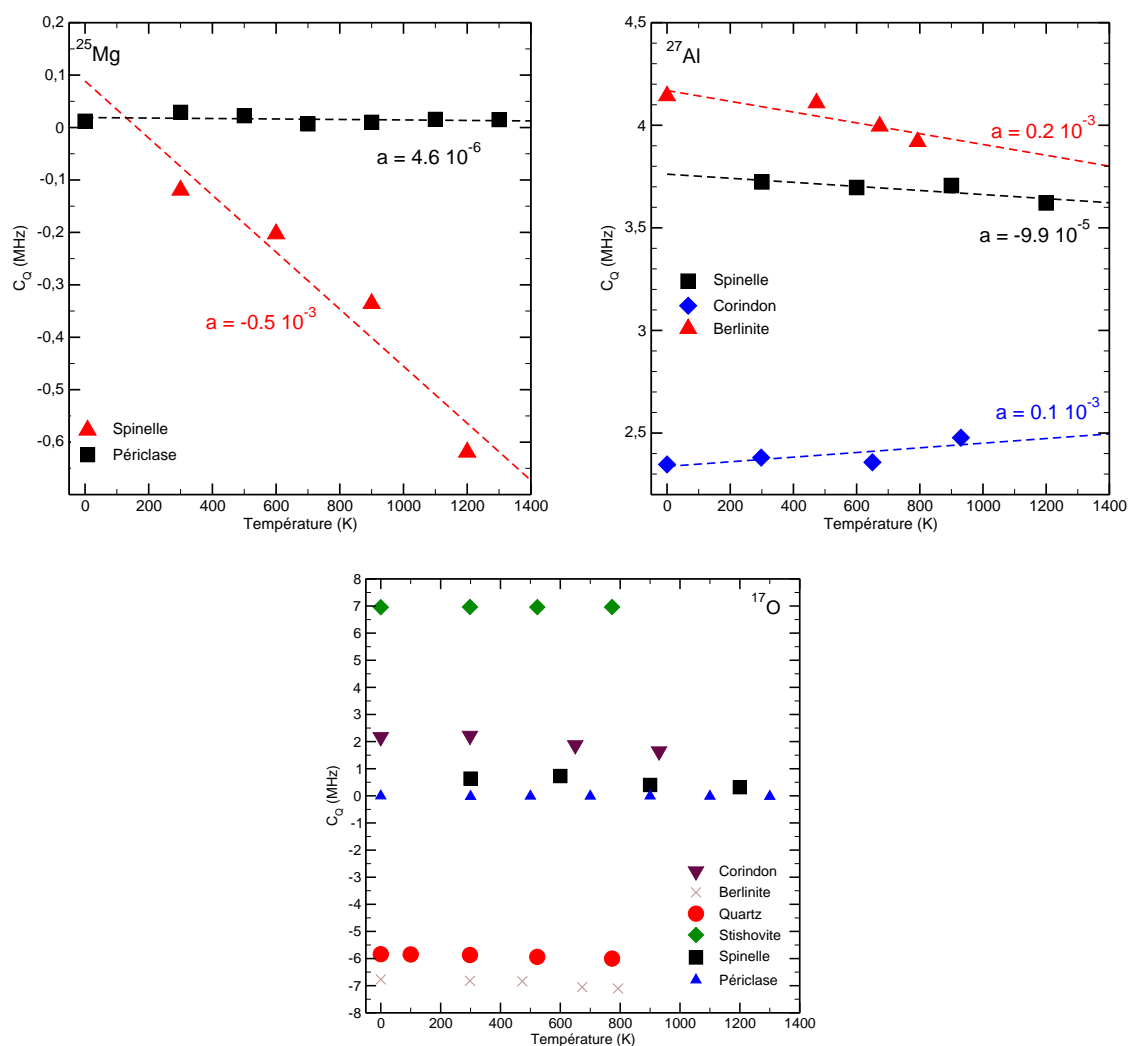 25Mg
0,2
0,1
0
-0,1
-0,2
-0,3
-0,4
-0,5
-0,6
C_Q (MHz)
a = 4.6 10^-6
a = -0.5 10^-3
Spinelle
Périclase
0 200 400 600 800 1000 1200 1400
Température (K)
27Al
4,5
4
3,5
3
2,5
C_Q (MHz)
a = 0.2 10^-3
a = -9.9 10^-5
Spinelle
Corindon
Berlinite
a = 0.1 10^-3
0 200 400 600 800 1000 1200 1400
Température (K)
17O
8
7
6
5
4
3
2
1
0
-1
-2
-3
-4
-5
-6
-7
-8
C_Q (MHz)
Corindon
Berlinite
Quartz
Stishovite
Spinelle
Périclase
0 200 400 600 800 1000 1200 1400
Température (K)